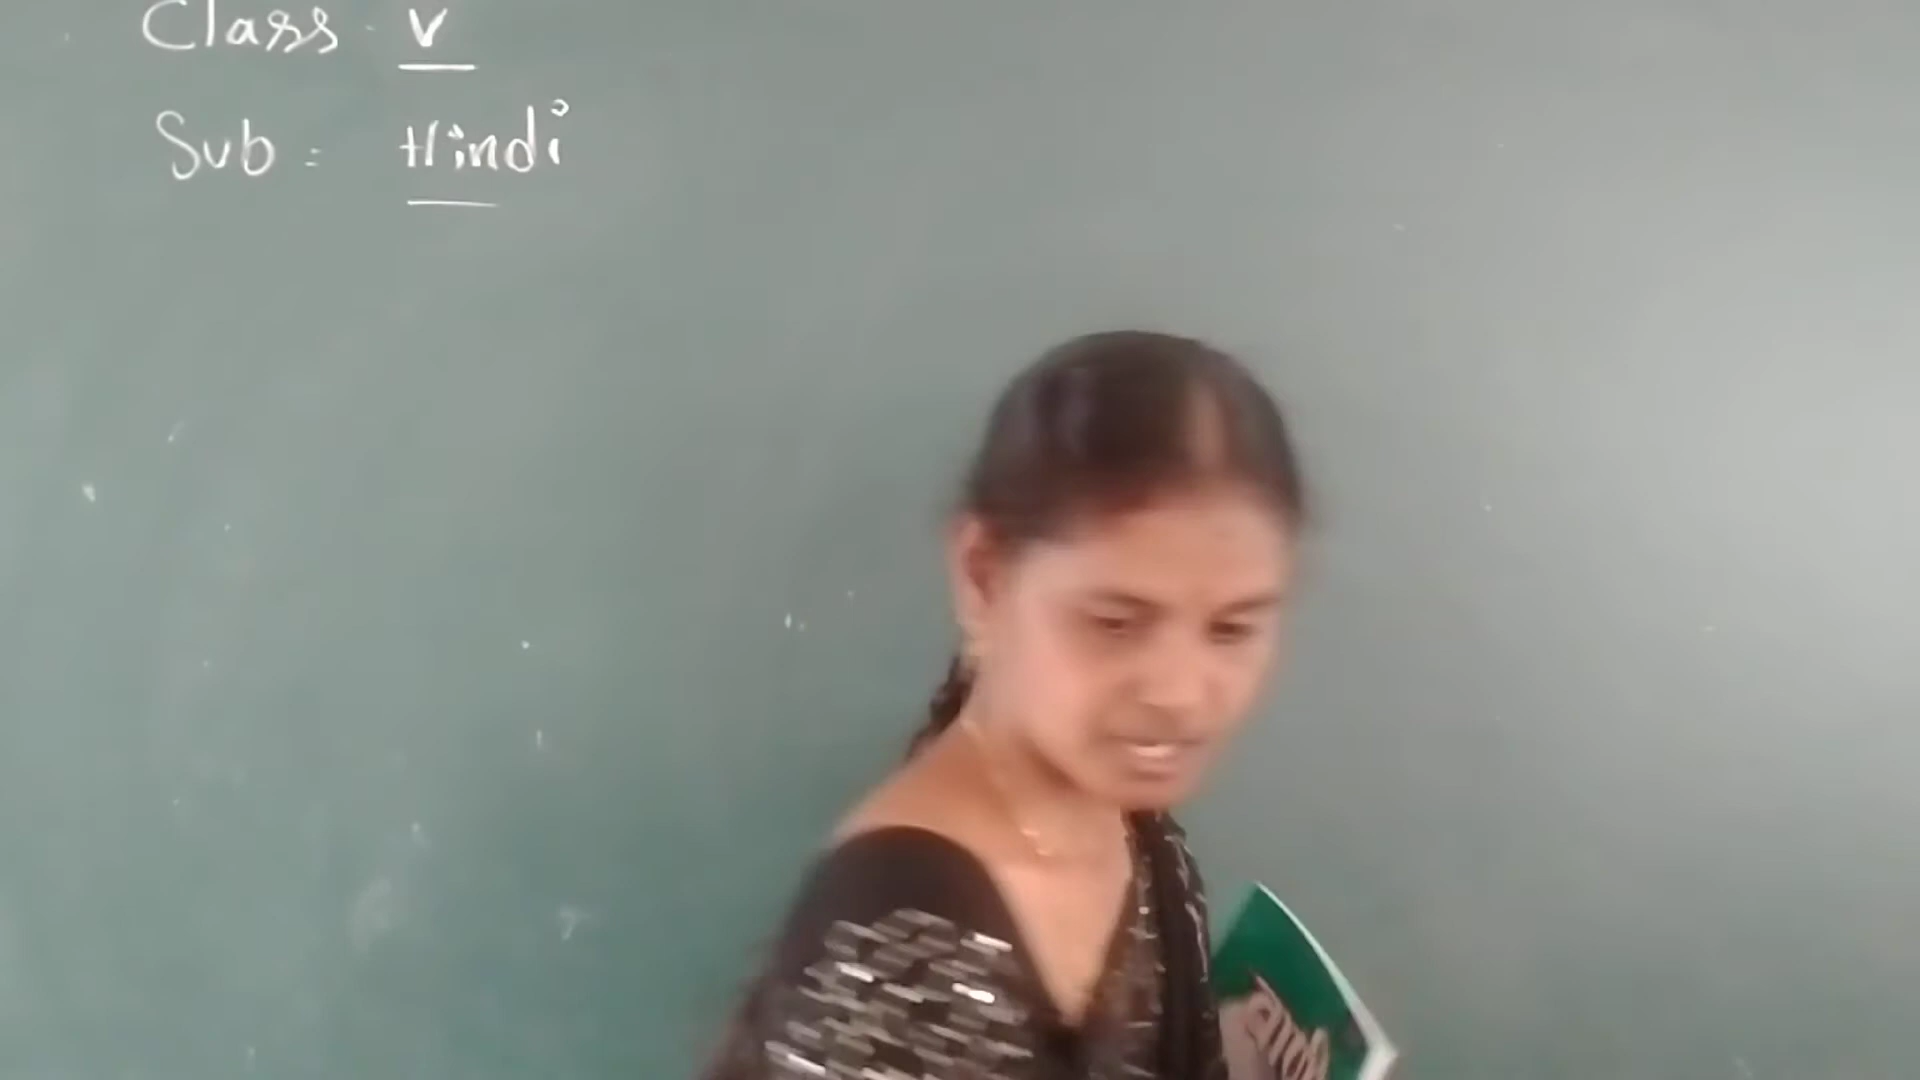 Class - V
Sub = Hindi